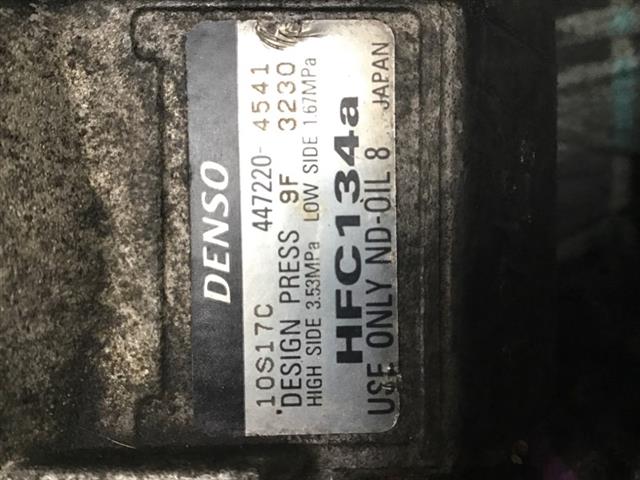 DENSO
10S17C 447220-4541
DESIGN PRESS 9F 3230
HIGH SIDE 3.53MPa LOW SIDE 1.67MPa
HFC134a
USE ONLY ND-OIL 8 JAPAN